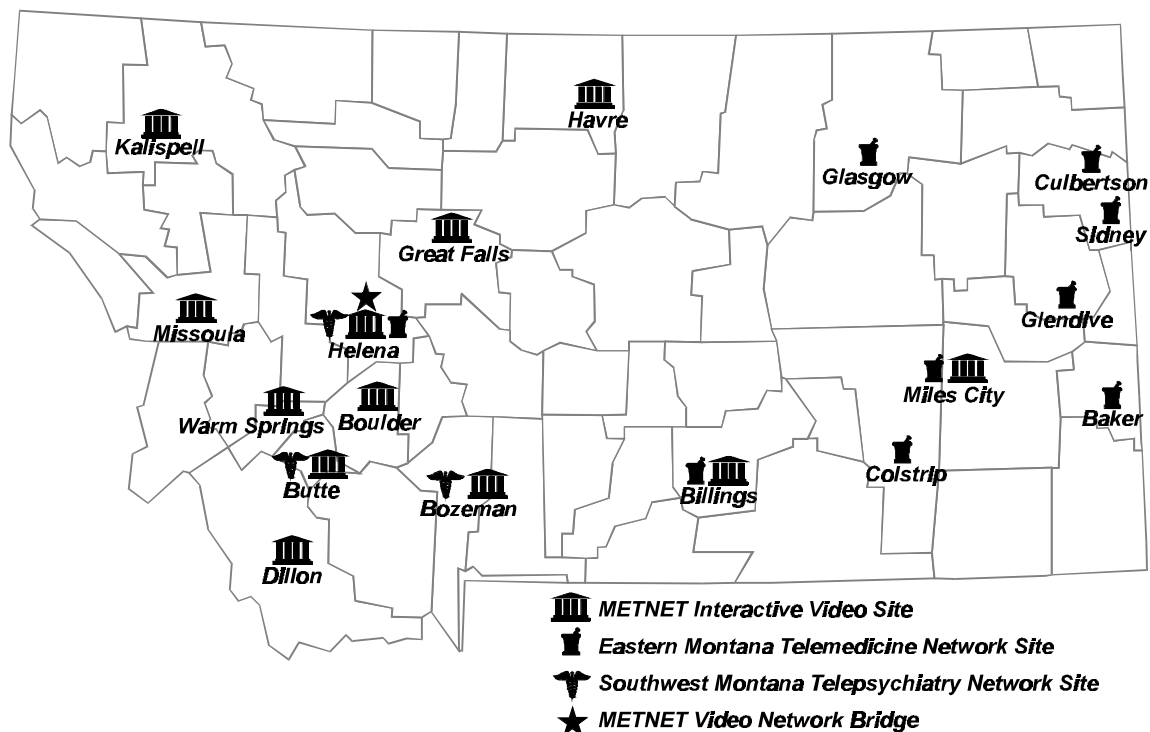 Havre
Kalispell
Glasgow
Culbertson
Sidney
Great Falls
Glendive
Missoula
Helena
Miles City
Baker
Warm Springs
Boulder
Colstrip
Butte
Bozeman
Billings
Dillon
METNET Interactive Video Site
Eastern Montana Telemedicine Network Site
Southwest Montana Telepsychiatry Network Site
METNET Video Network Bridge